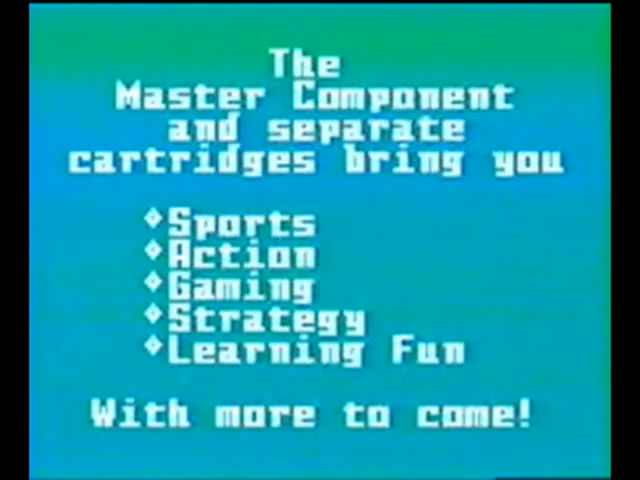 The
Master Component
and separate
cartridges bring you
◆Sports
◆Action
◆Gaming
◆Strategy
◆Learning Fun
With more to come!